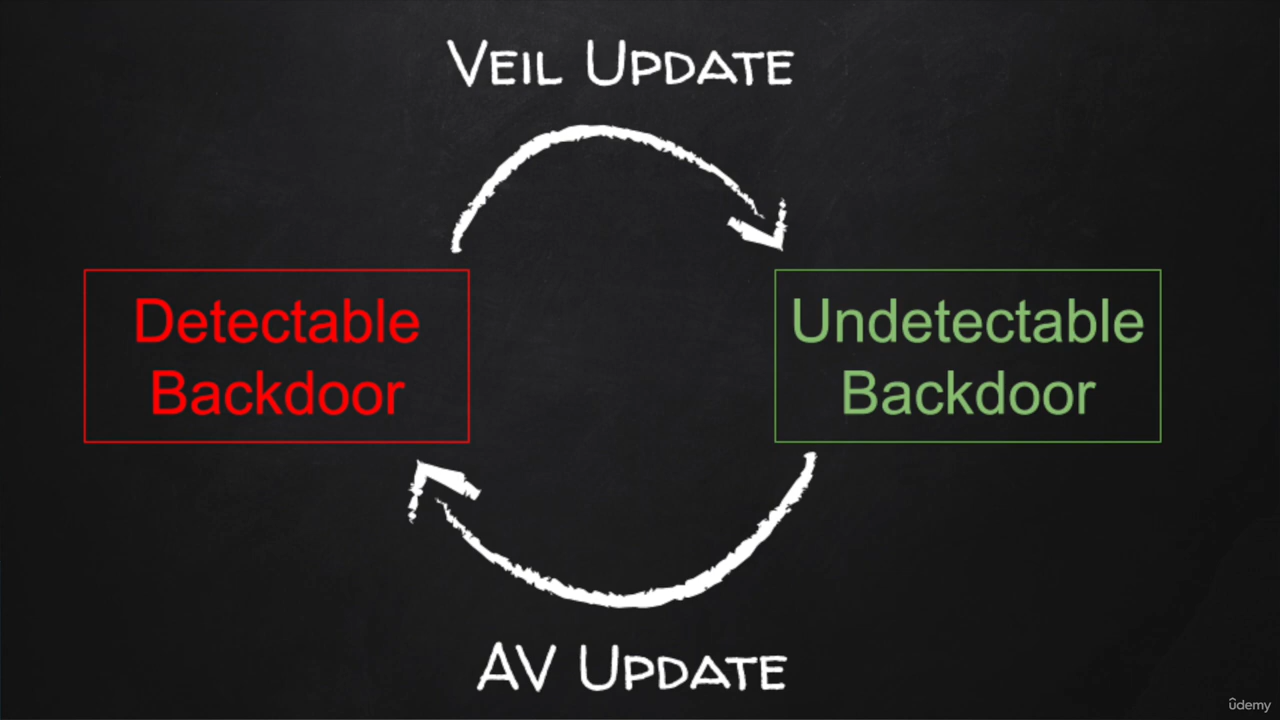 VEIL UPDATE
Detectable
Backdoor
Undetectable
Backdoor
AV UPDATE
ûdemy